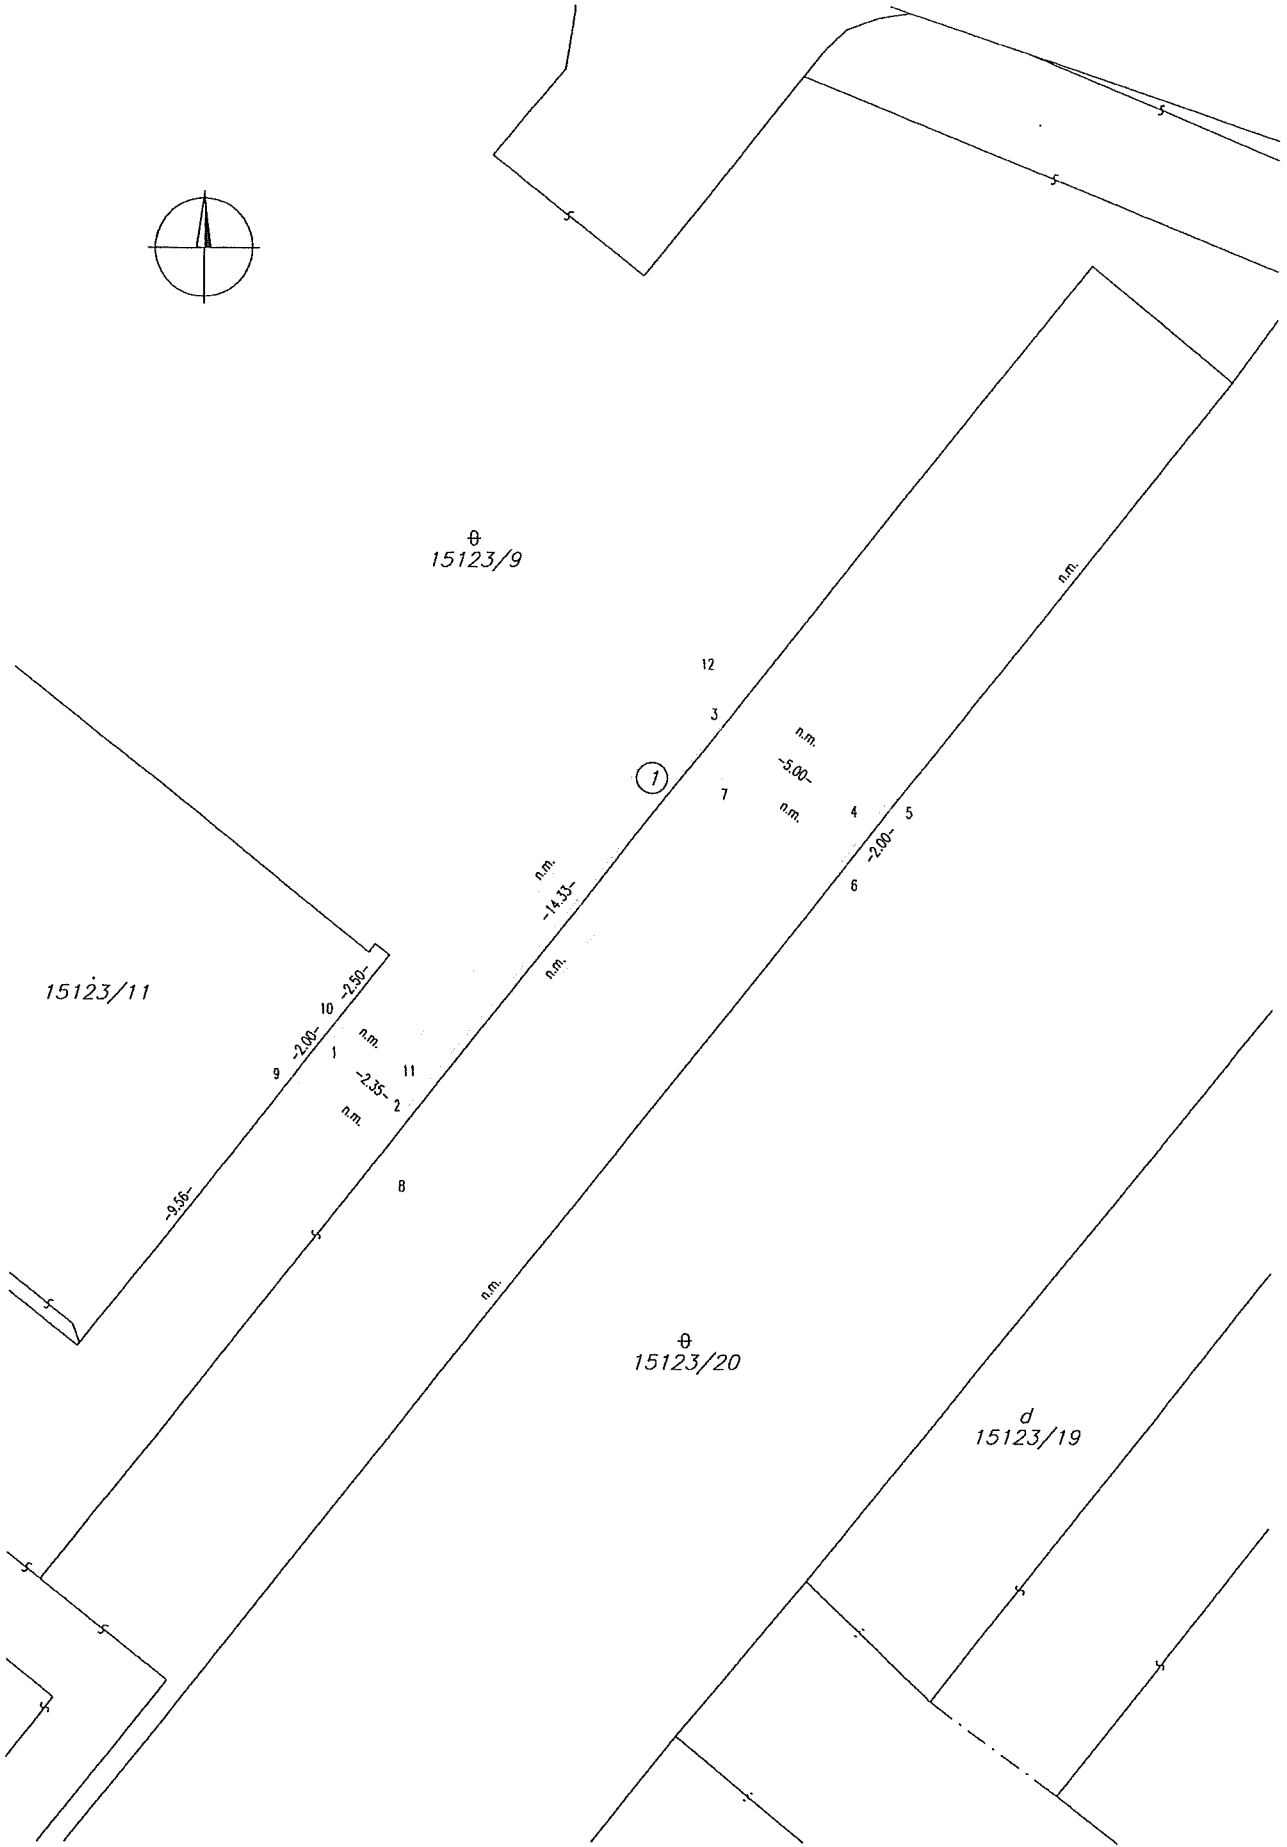 15123/9
12
3
n.m.
n.m.
-5.00-
1
7
n.m.
4
5
-2.00-
6
n.m.
-14.33-
n.m.
15123/11
-2.50-
10
-2.00-
n.m.
1
9
11
-2.35-
2
n.m.
8
-9.56-
n.m.
15123/20
d
15123/19